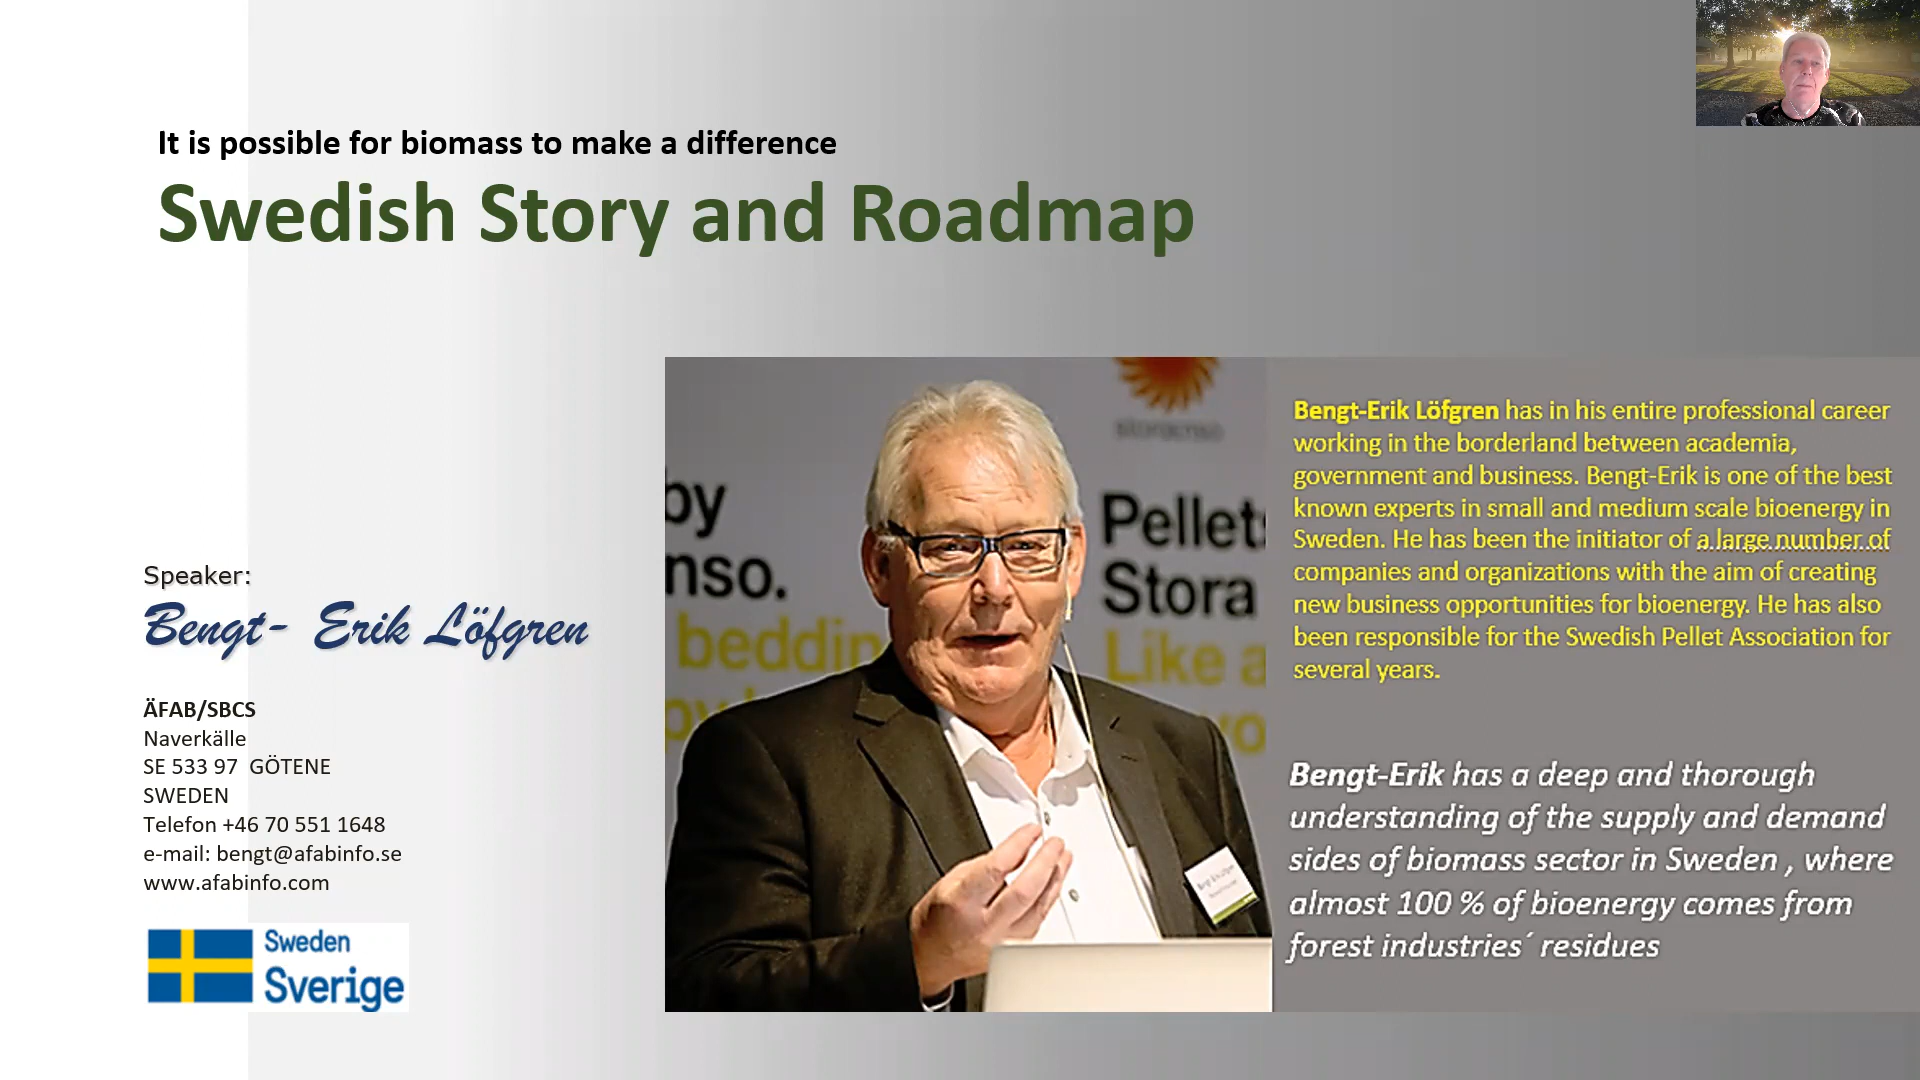 It is possible for biomass to make a difference
Swedish Story and Roadmap
Speaker:
Bengt- Erik Löfgren
ÄFAB/SBCS
Naverkälle
SE 533 97 GÖTENE
SWEDEN
Telefon +46 70 551 1648
e-mail: bengt@afabinfo.se
www.afabinfo.com
Sweden
Sverige
storaenso
by
nso.
beddin
Pellets
Stora
Like a
Bengt-Erik Löfgren has in his entire professional career
working in the borderland between academia,
government and business. Bengt-Erik is one of the best
known experts in small and medium scale bioenergy in
Sweden. He has been the initiator of a large number of
companies and organizations with the aim of creating
new business opportunities for bioenergy. He has also
been responsible for the Swedish Pellet Association for
several years.
Bengt-Erik has a deep and thorough
understanding of the supply and demand
sides of biomass sector in Sweden , where
almost 100 % of bioenergy comes from
forest industries´ residues